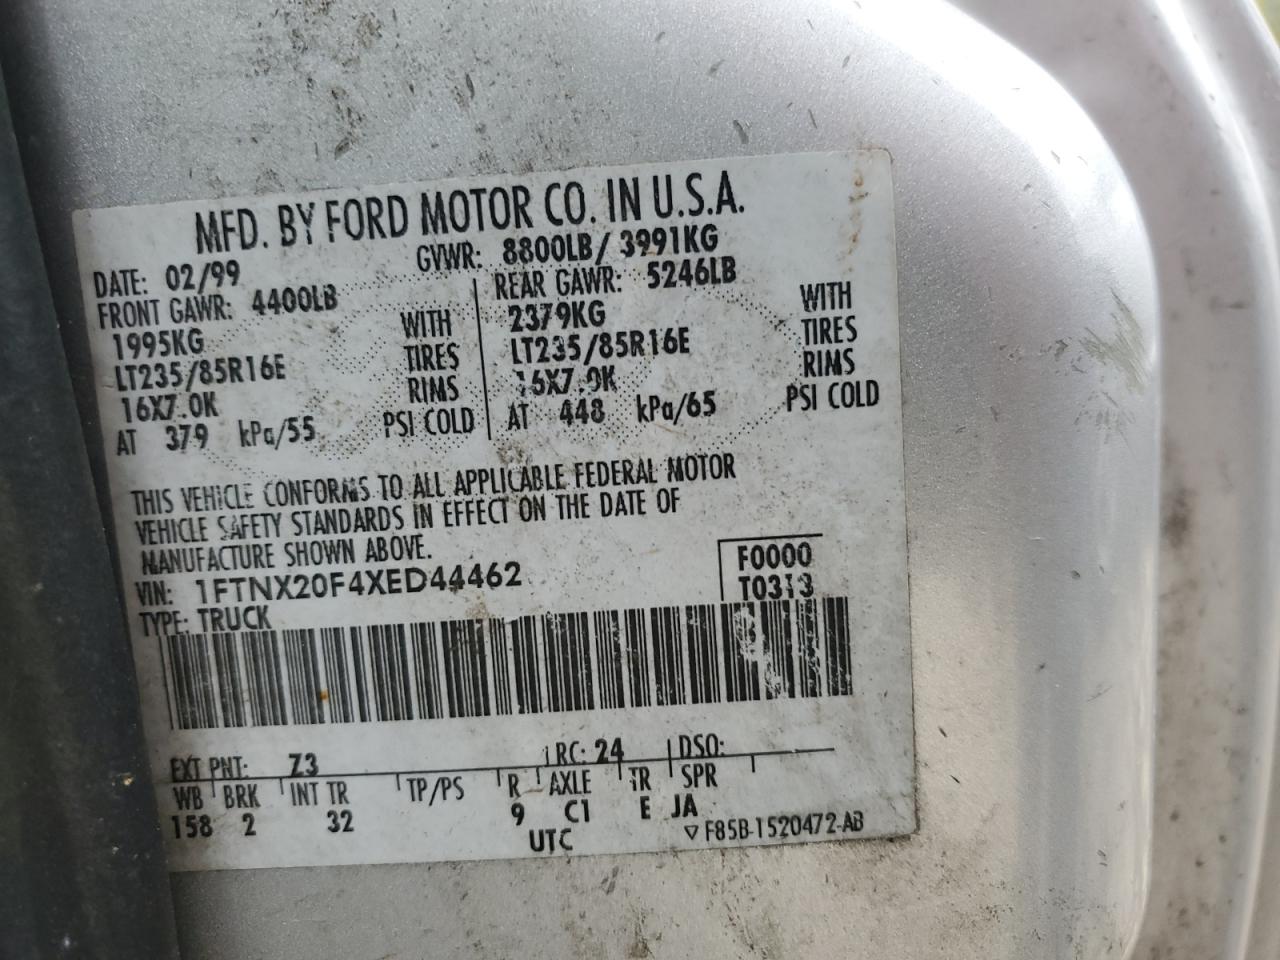 MFD. BY FORD MOTOR CO. IN U.S.A.
DATE: 02/99 GVWR: 8800LB/ 3991KG
FRONT GAWR: 4400LB REAR GAWR: 5246LB
1995KG WITH 2379KG WITH
LT235/85R16E TIRES LT235/85R16E TIRES
16X7.0K RIMS 16X7.0K RIMS
AT 379 kPa/55 PSI COLD AT 448 kPa/65 PSI COLD
THIS VEHICLE CONFORMS TO ALL APPLICABLE FEDERAL MOTOR
VEHICLE SAFETY STANDARDS IN EFFECT ON THE DATE OF
MANUFACTURE SHOWN ABOVE.
VIN: 1FTNX20F4XED44462 F0000
TYPE: TRUCK T0313
EXT PNT: Z3 RC: 24 DSO:
WB BRK INT TR TP/PS R AXLE TR SPR
158 2 32 9 C1 E JA
UTC ▽F85B-1520472-AB